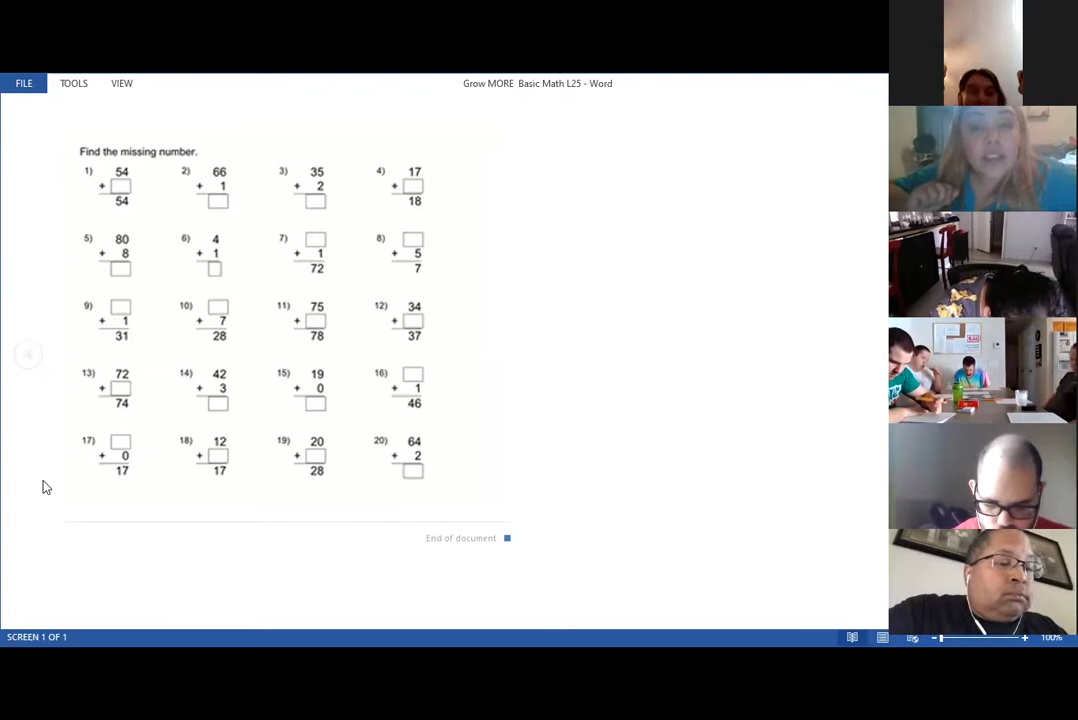 FILE TOOLS VIEW Grow MORE Basic Math L25 - Word
Find the missing number.
1) 54 2) 66 3) 35 4) 17
+ + 1 + 2 +
54 18
5) 80 6) 4 7) 8)
+ 8 + 1 + 1 + 5
72 7
9) 10) 11) 75 12) 34
+ 1 + 7 + +
31 28 78 37
13) 72 14) 42 15) 19 16)
+ + 3 + 0 + 1
74 46
17) 18) 12 19) 20 20) 64
+ 0 + + + 2
17 17 28
End of document
SCREEN 1 OF 1 100%